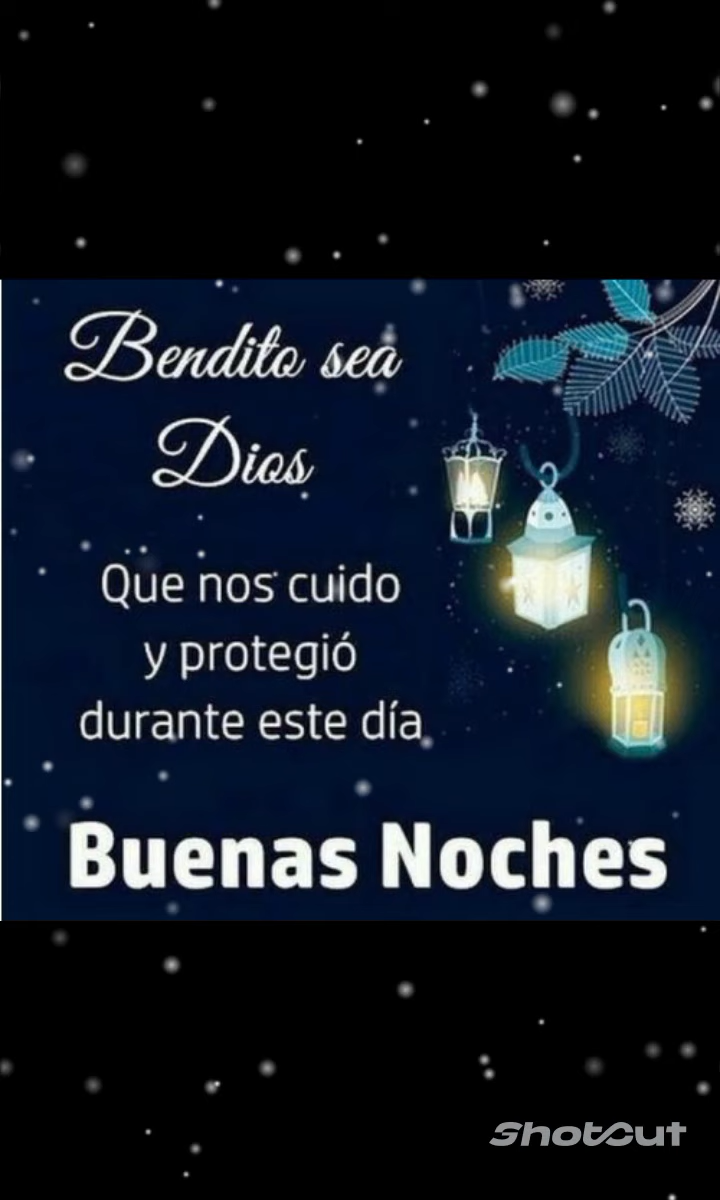 Bendito sea
Dios
Que nos cuido
y protegió
durante este día
Buenas Noches
ShotCut